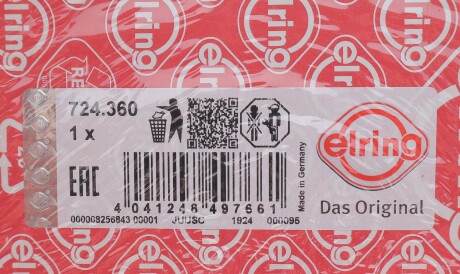 elring
724.360
1 x
EAC
Made in Germany
elring
Das Original
4 041248 497661
000008256843 00001 JUUSC 1924 000095